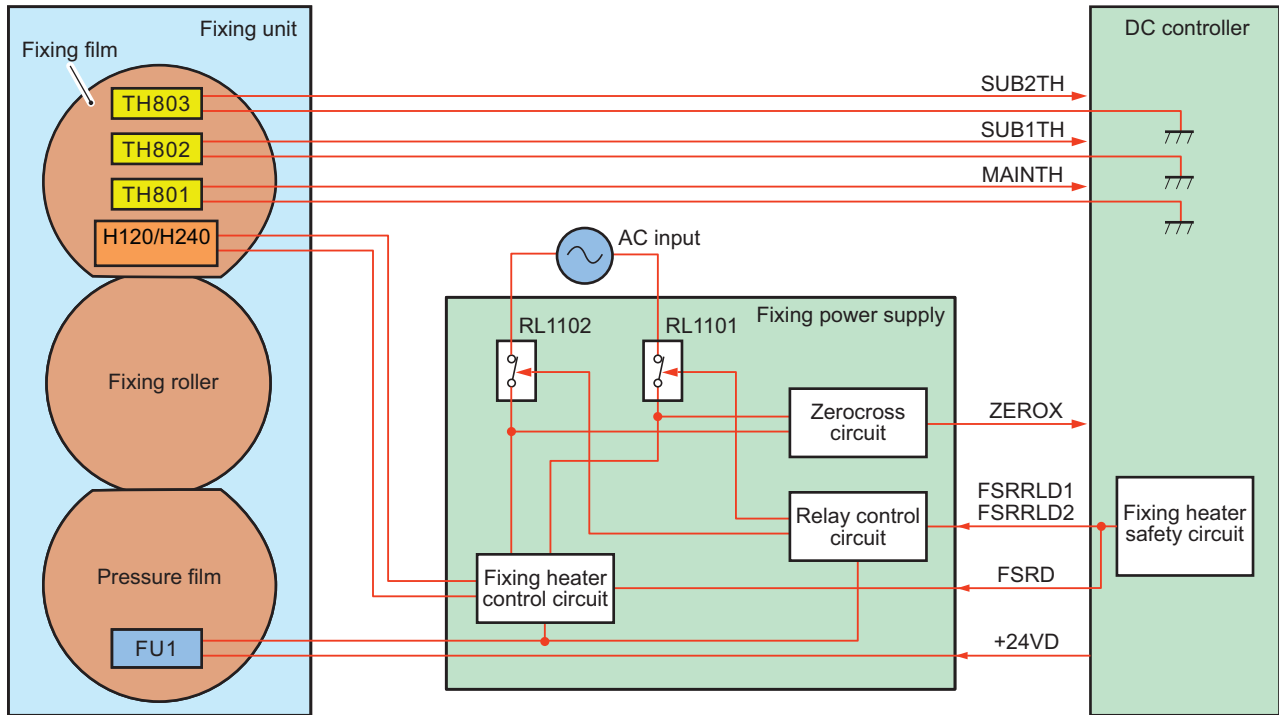 Fixing unit
Fixing film
TH803
TH802
TH801
H120/H240
Fixing roller
Pressure film
FU1
AC input
Fixing power supply
RL1102
RL1101
Zerocross
circuit
Relay control
circuit
Fixing heater
control circuit
SUB2TH
SUB1TH
MAINTH
ZEROX
FSRRLD1
FSRRLD2
FSRD
+24VD
DC controller
Fixing heater
safety circuit